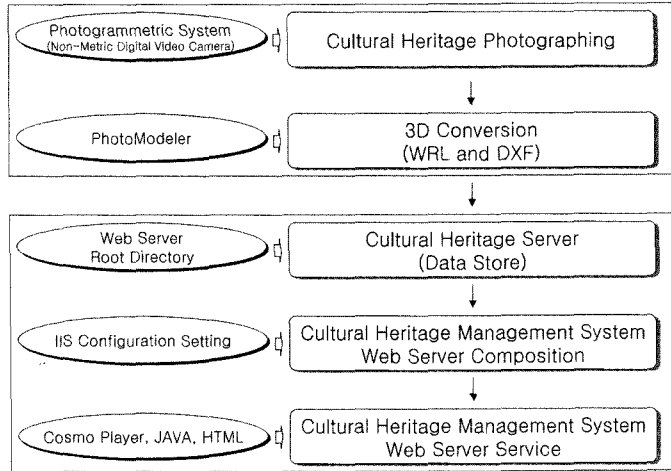 Photogrammetric System
(Non-Metric Digital Video Camera)
Cultural Heritage Photographing
PhotoModeler
3D Conversion
(WRL and DXF)
Web Server
Root Directory
Cultural Heritage Server
(Data Store)
IIS Configuration Setting
Cultural Heritage Management System
Web Server Composition
Cosmo Player, JAVA, HTML
Cultural Heritage Management System
Web Server Service